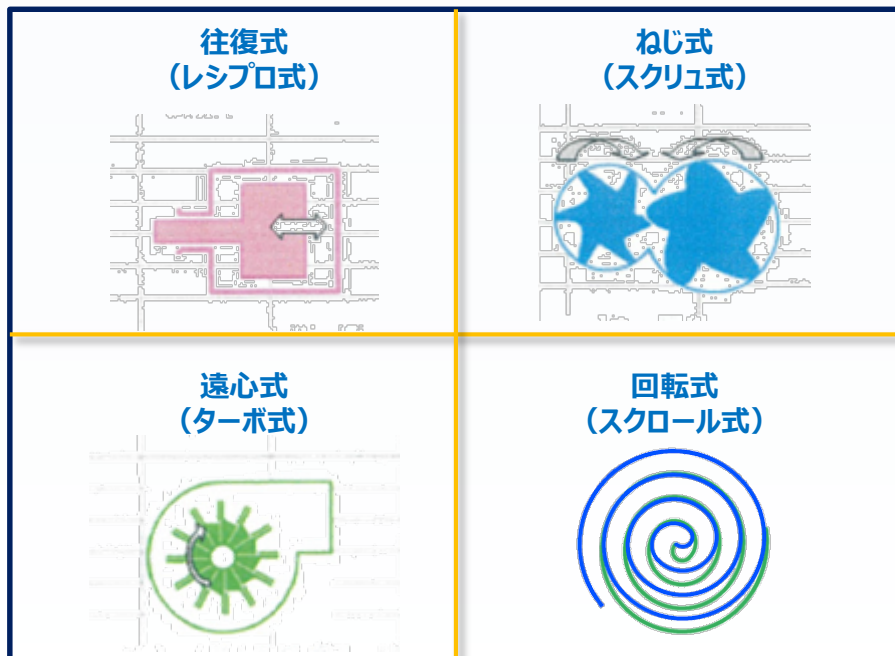 往復式
（レシプロ式）
ねじ式
（スクリュ式）
遠心式
（ターボ式）
回転式
（スクロール式）